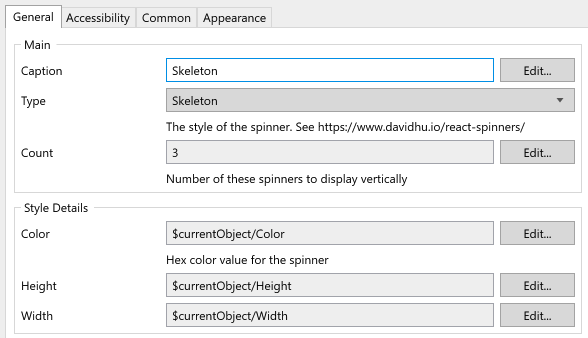 General Accessibility Common Appearance
Main
Caption Skeleton Edit...
Type Skeleton
The style of the spinner. See https://www.davidhu.io/react-spinners/
Count 3 Edit...
Number of these spinners to display vertically
Style Details
Color $currentObject/Color Edit...
Hex color value for the spinner
Height $currentObject/Height Edit...
Width $currentObject/Width Edit...